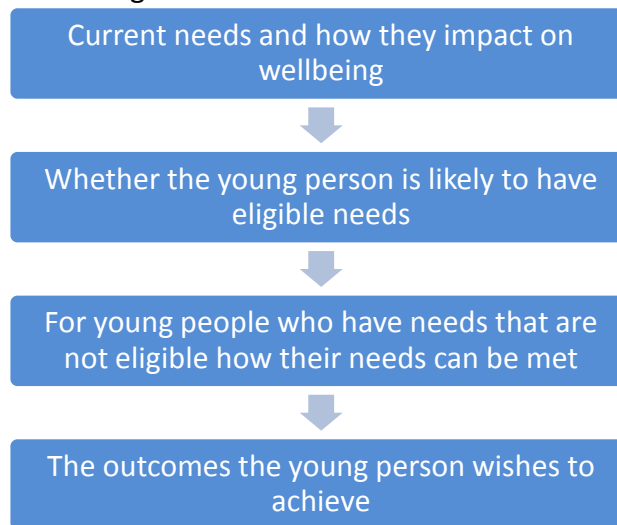 Current needs and how they impact on
wellbeing
Whether the young person is likely to have
eligible needs
For young people who have needs that are
not eligible how their needs can be met
The outcomes the young person wishes to
achieve